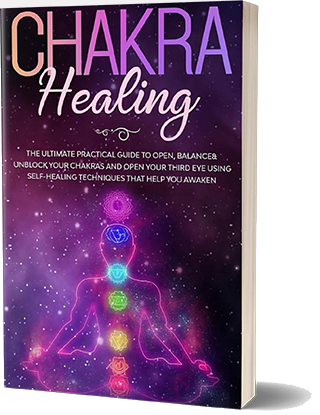 CHAKRA
Healing
THE ULTIMATE PRACTICAL GUIDE TO OPEN, BALANCE&
UNBLOCK YOUR CHAKRAS AND OPEN YOUR THIRD EYE USING
SELF-HEALING TECHNIQUES THAT HELP YOU AWAKEN